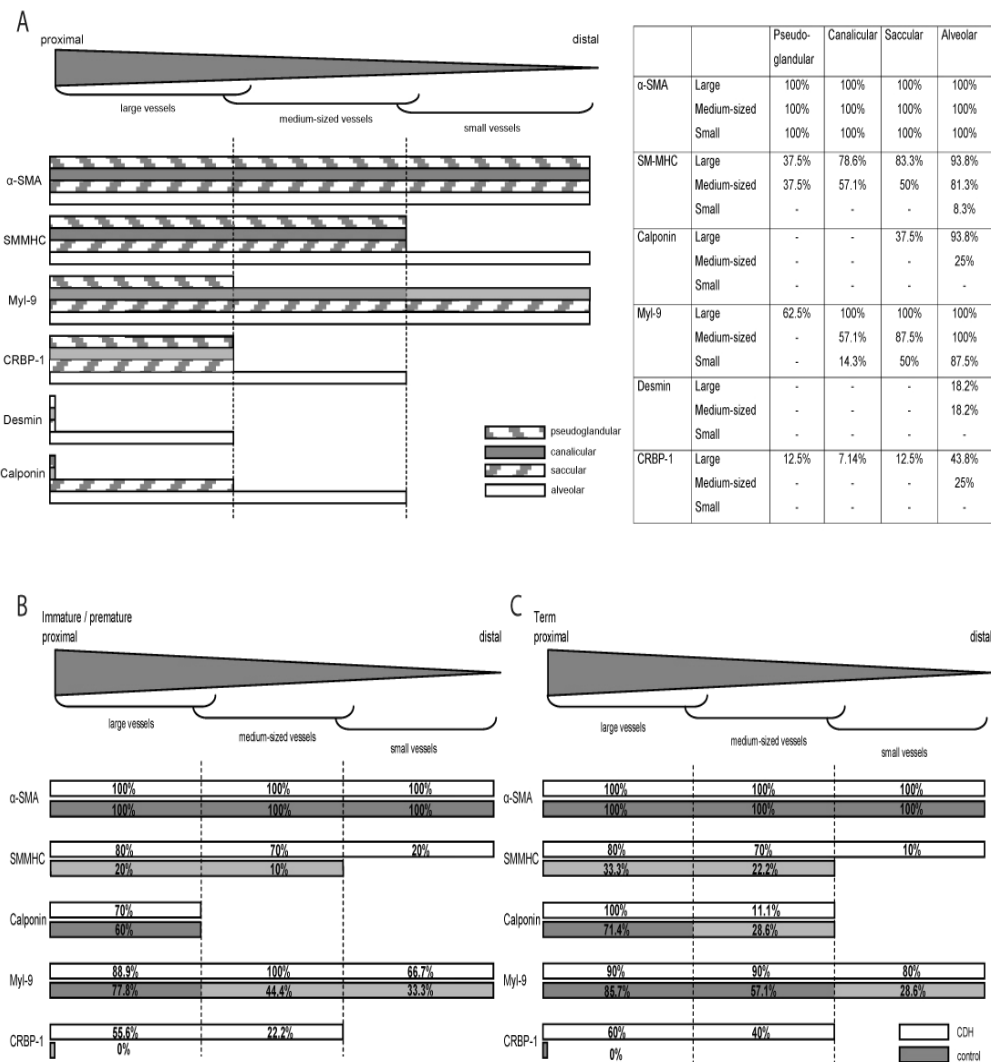 A
proximal distal
large vessels
medium-sized vessels
small vessels
α-SMA
SMMHC
Myl-9
CRBP-1
Desmin
Calponin
pseudoglandular
canalicular
saccular
alveolar
Pseudo-glandular Canalicular Saccular Alveolar
α-SMA Large 100% 100% 100% 100%
Medium-sized 100% 100% 100% 100%
Small 100% 100% 100% 100%
SM-MHC Large 37.5% 78.6% 83.3% 93.8%
Medium-sized 37.5% 57.1% 50% 81.3%
Small - - - 8.3%
Calponin Large - - 37.5% 93.8%
Medium-sized - - - 25%
Small - - - -
Myl-9 Large 62.5% 100% 100% 100%
Medium-sized - 57.1% 87.5% 100%
Small - 14.3% 50% 87.5%
Desmin Large - - - 18.2%
Medium-sized - - - 18.2%
Small - - - -
CRBP-1 Large 12.5% 7.14% 12.5% 43.8%
Medium-sized - - - 25%
Small - - - -
B
Immature / premature
proximal distal
large vessels
medium-sized vessels
small vessels
α-SMA
100% 100% 100%
100% 100% 100%
SMMHC
80% 70% 20%
20% 10%
Calponin
70%
60%
Myl-9
88.9% 100% 66.7%
77.8% 44.4% 33.3%
CRBP-1
55.6% 22.2%
0%
C
Term
proximal distal
large vessels
medium-sized vessels
small vessels
α-SMA
100% 100% 100%
100% 100% 100%
SMMHC
80% 70% 10%
33.3% 22.2%
Calponin
100% 11.1%
71.4% 28.6%
Myl-9
90% 90% 80%
85.7% 57.1% 28.6%
CRBP-1
60% 40%
0%
CDH
control